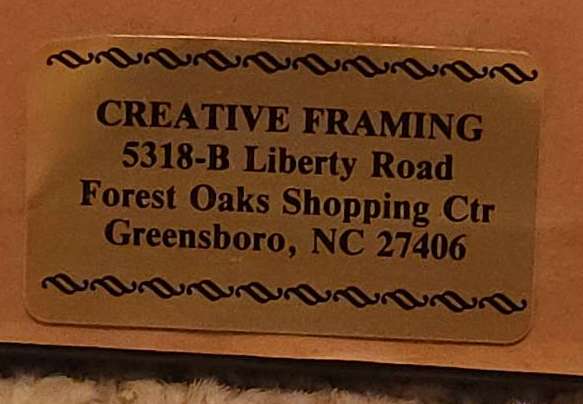 CREATIVE FRAMING
5318-B Liberty Road
Forest Oaks Shopping Ctr
Greensboro, NC 27406